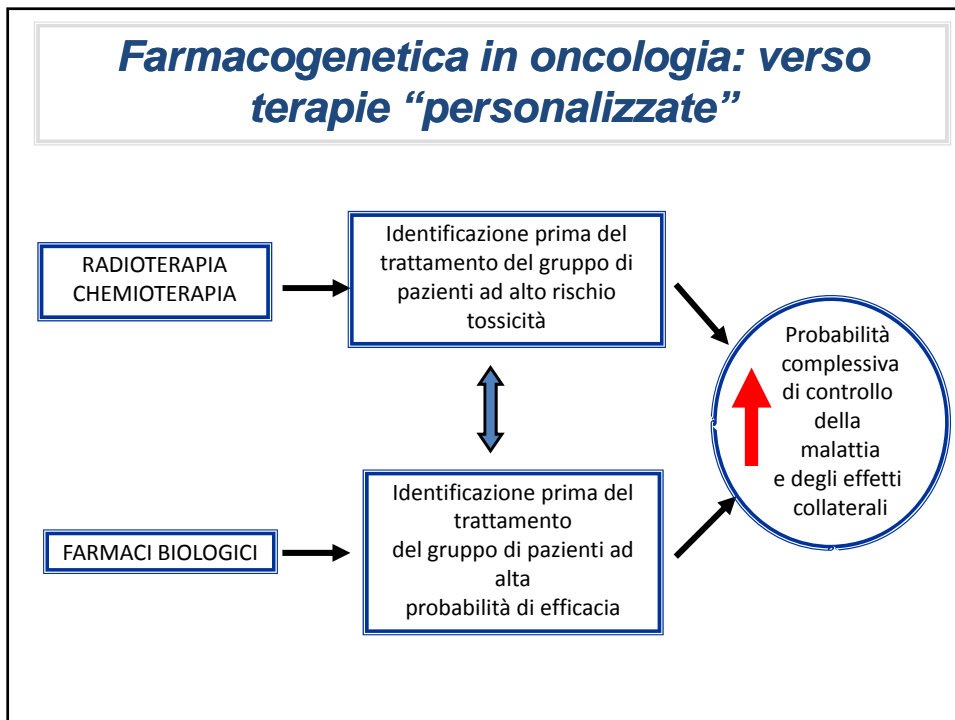 Farmacogenetica in oncologia: verso
terapie “personalizzate”
RADIOTERAPIA
CHEMIOTERAPIA
Identificazione prima del
trattamento del gruppo di
pazienti ad alto rischio
tossicità
Probabilità
complessiva
di controllo
della
malattia
e degli effetti
collaterali
FARMACI BIOLOGICI
Identificazione prima del
trattamento
del gruppo di pazienti ad
alta
probabilità di efficacia